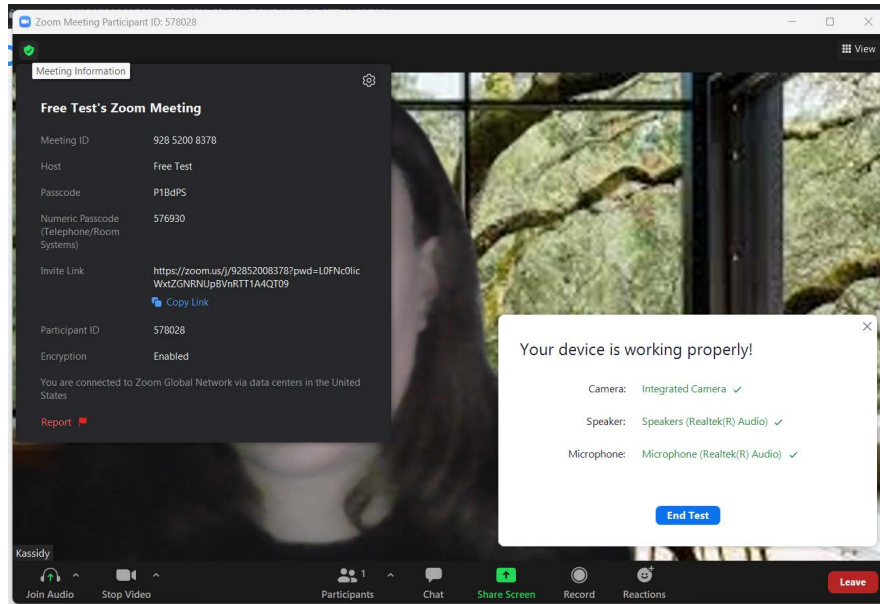 Zoom Meeting Participant ID: 578028
View
Meeting Information
Free Test's Zoom Meeting
Meeting ID 928 5200 8378
Host Free Test
Passcode P1BdPS
Numeric Passcode 576930
(Telephone/Room
Systems)
Invite Link https://zoom.us/j/92852008378?pwd=L0FNc0lic
WxtZGNRNUpBVnRTT1A4QT09
Copy Link
Participant ID 578028
Encryption Enabled
You are connected to Zoom Global Network via data centers in the United
States
Report
Your device is working properly!
Camera: Integrated Camera
Speaker: Speakers (Realtek(R) Audio)
Microphone: Microphone (Realtek(R) Audio)
End Test
Kassidy
1
Join Audio Stop Video Participants Chat Share Screen Record Reactions Leave